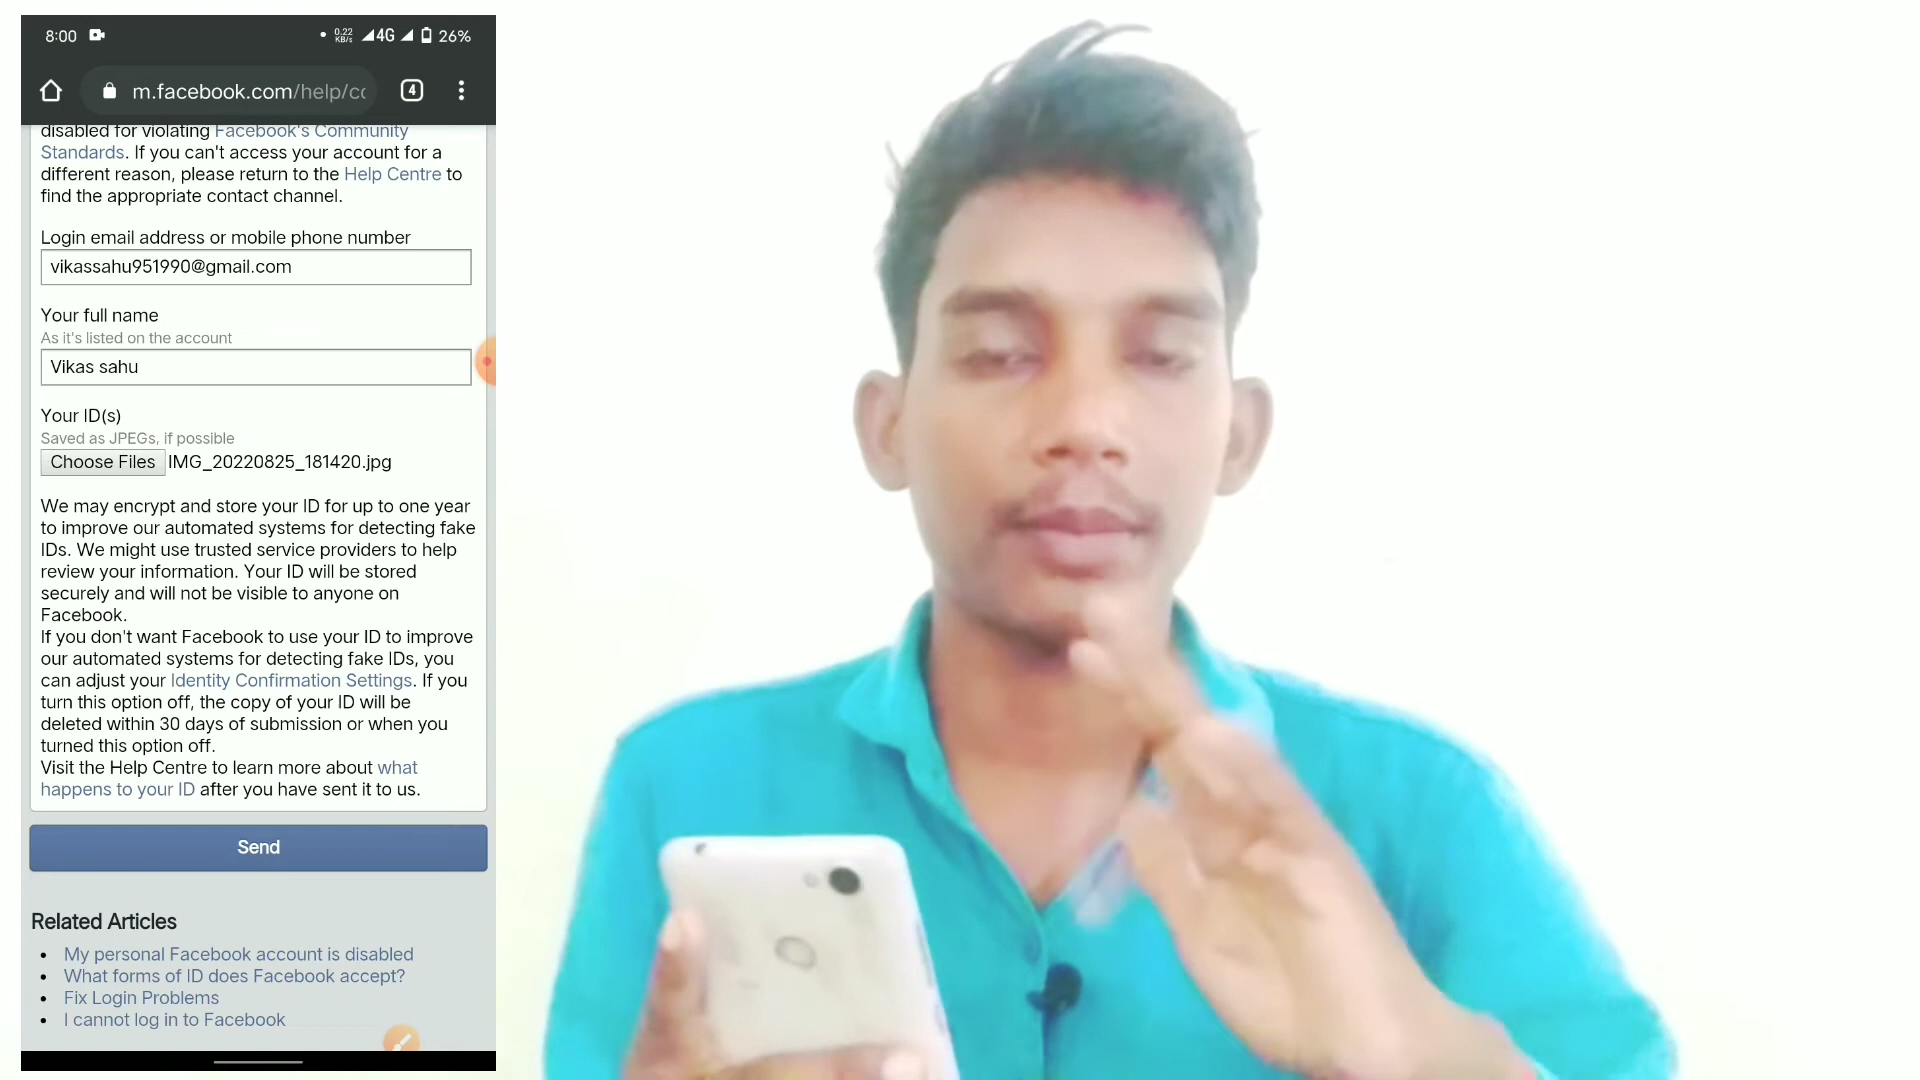 8:00
0.22
KB/s
4G
26%
m.facebook.com/help/cc
4
disabled for violating Facebook's Community
Standards. If you can't access your account for a
different reason, please return to the Help Centre to
find the appropriate contact channel.
Login email address or mobile phone number
vikassahu951990@gmail.com
Your full name
As it's listed on the account
Vikas sahu
Your ID(s)
Saved as JPEGs, if possible
Choose Files IMG_20220825_181420.jpg
We may encrypt and store your ID for up to one year
to improve our automated systems for detecting fake
IDs. We might use trusted service providers to help
review your information. Your ID will be stored
securely and will not be visible to anyone on
Facebook.
If you don't want Facebook to use your ID to improve
our automated systems for detecting fake IDs, you
can adjust your Identity Confirmation Settings. If you
turn this option off, the copy of your ID will be
deleted within 30 days of submission or when you
turned this option off.
Visit the Help Centre to learn more about what
happens to your ID after you have sent it to us.
Send
Related Articles
• My personal Facebook account is disabled
• What forms of ID does Facebook accept?
• Fix Login Problems
• I cannot log in to Facebook